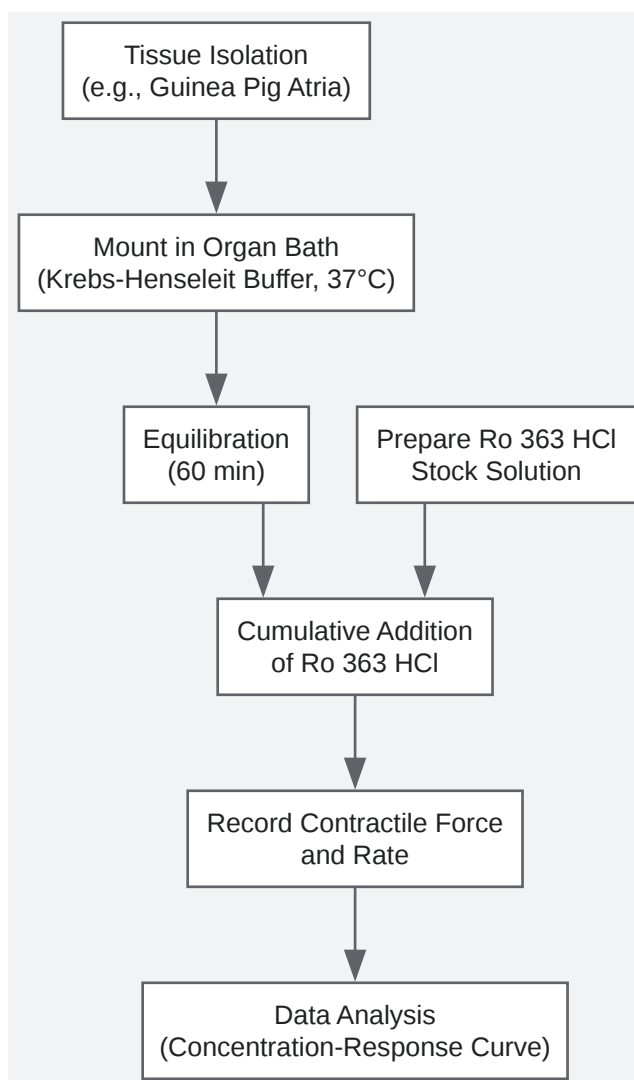 Tissue Isolation
(e.g., Guinea Pig Atria)
Mount in Organ Bath
(Krebs-Henseleit Buffer, 37°C)
Equilibration
(60 min)
Prepare Ro 363 HCl
Stock Solution
Cumulative Addition
of Ro 363 HCl
Record Contractile Force
and Rate
Data Analysis
(Concentration-Response Curve)